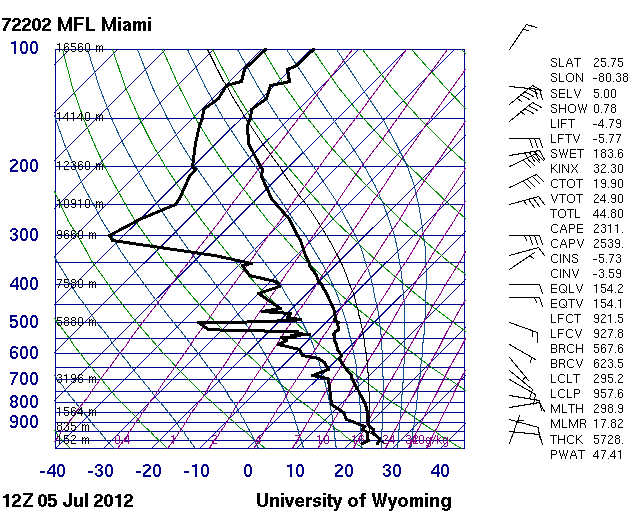 72202 MFL Miami
100
16560 m
SLAT 25.75
SLON -80.38
SELV 5.00
SHOW 0.78
14140 m
LIFT -4.79
LFTV -5.77
SWET 183.6
200
12360 m
KINX 32.30
CTOT 19.90
VTOT 24.90
10910 m
TOTL 44.80
CAPE 2311.
300
9660 m
CAPV 2539.
CINS -5.73
CINV -3.59
400
7580 m
EQLV 154.2
EQTV 154.1
500
5880 m
LFCT 921.5
LFCV 927.8
600
BRCH 567.6
BRCV 623.5
700
3196 m
LCLT 295.2
LCLP 957.6
800
1564 m
MLTH 298.9
900
835 m
MLMR 17.82
152 m
0.4 1 2 4 7 10 16 24 32 40g/kg
THCK 5728.
PWAT 47.41
-40 -30 -20 -10 0 10 20 30 40
12Z 05 Jul 2012
University of Wyoming